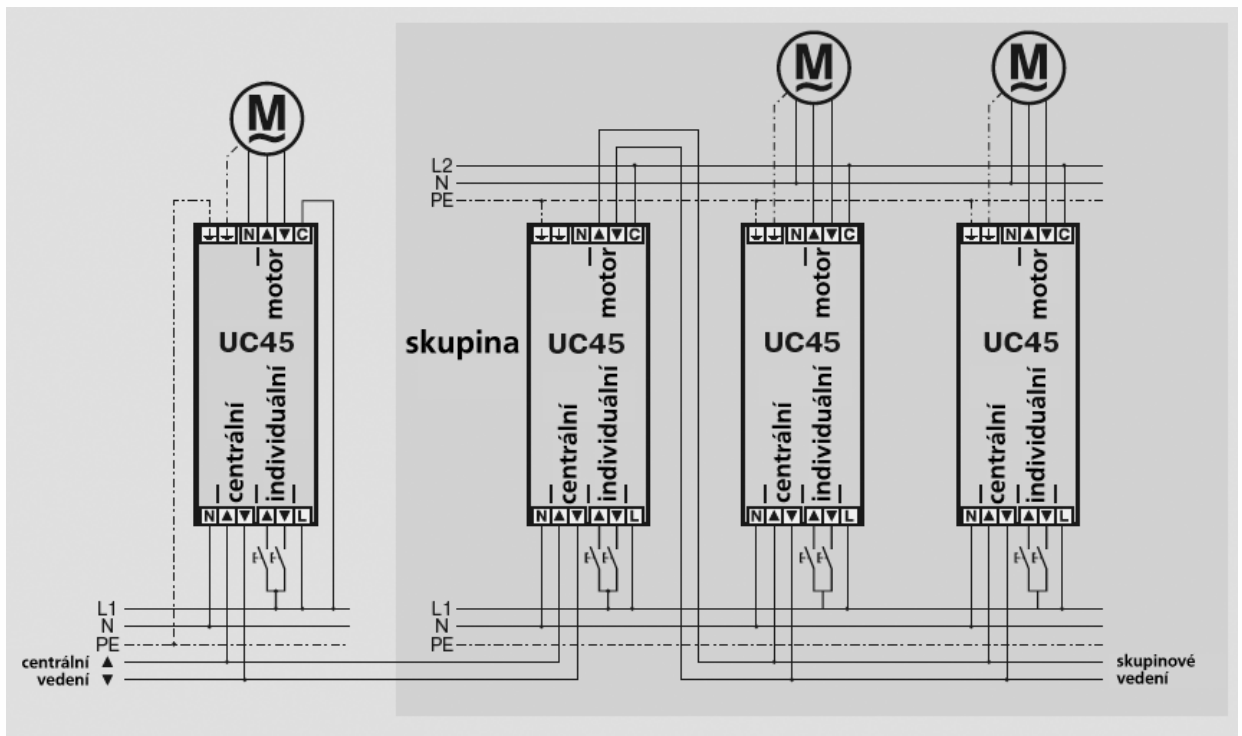 M
M
M
L2
N
PE
N ▲ ▼ C
N ▲ ▼ C
N ▲ ▼ C
N ▲ ▼ C
motor
motor
motor
motor
UC45
skupina
UC45
UC45
UC45
centrální
individuální
centrální
individuální
centrální
individuální
centrální
individuální
N ▲ ▼ ▲ ▼ L
N ▲ ▼ ▲ ▼ L
N ▲ ▼ ▲ ▼ L
N ▲ ▼ ▲ ▼ L
L1
N
PE
centrální ▲
vedení ▼
L1
N
PE
skupinové
vedení